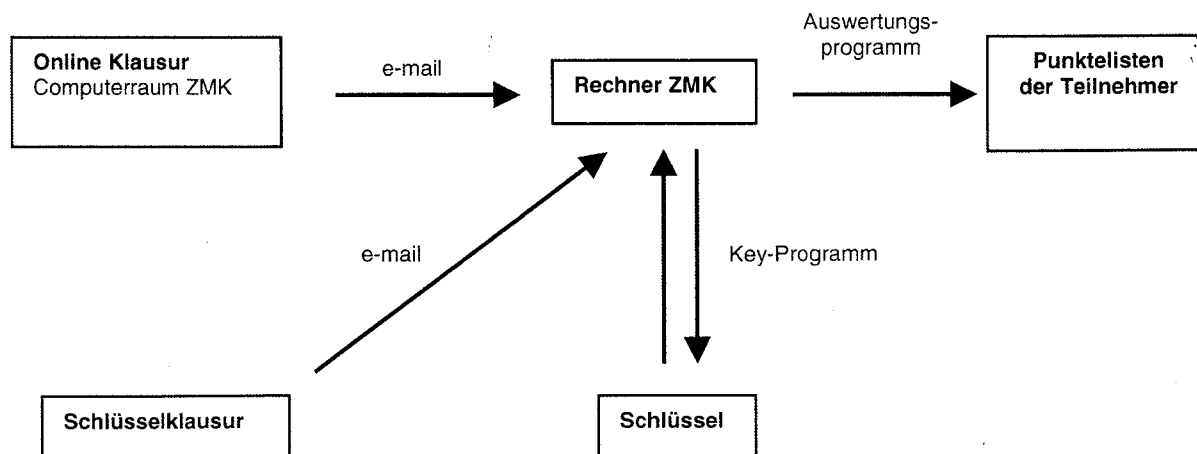 Online Klausur
Computerraum ZMK
e-mail
Rechner ZMK
Auswertungs-
programm
Punktelisten
der Teilnehmer
e-mail
Key-Programm
Schlüsselklausur
Schlüssel